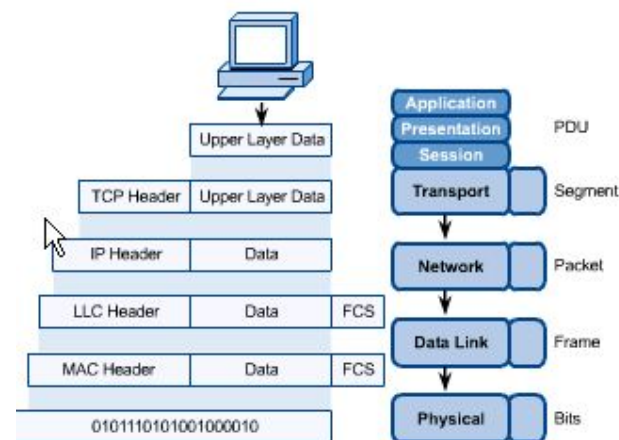 Upper Layer Data
TCP Header Upper Layer Data
IP Header Data
LLC Header Data FCS
MAC Header Data FCS
0101110101001000010
Application
Presentation
Session
PDU
Transport Segment
Network Packet
Data Link Frame
Physical Bits